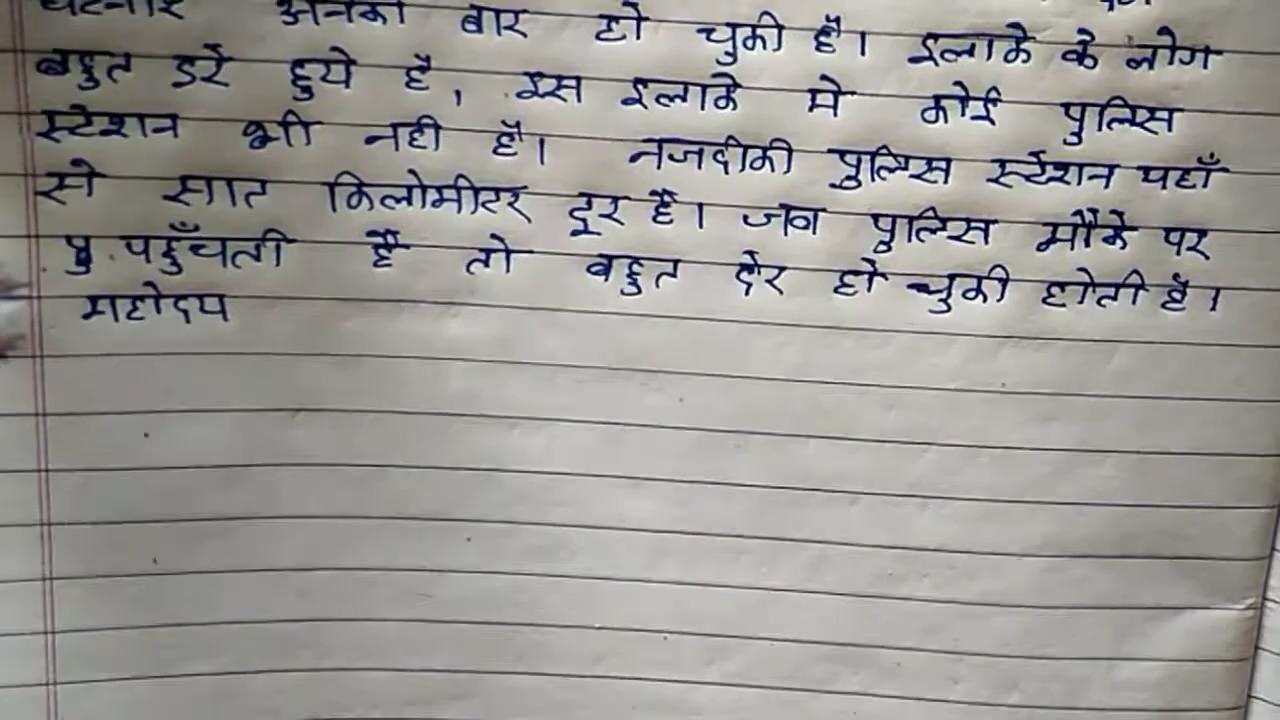 घटनाएँ अनेको बार हो चुकी है। इलाके के लोग
बहुत डरे हुये है, इस इलाके मे कोई पुलिस
स्टेशन भी नही है। नजदीकी पुलिस स्टेशन यहाँ
से सात किलोमीटर दूर है। जब पुलिस मौके पर
पु पहुँचती है तो बहुत देर हो चुकी होती है।
महोदय